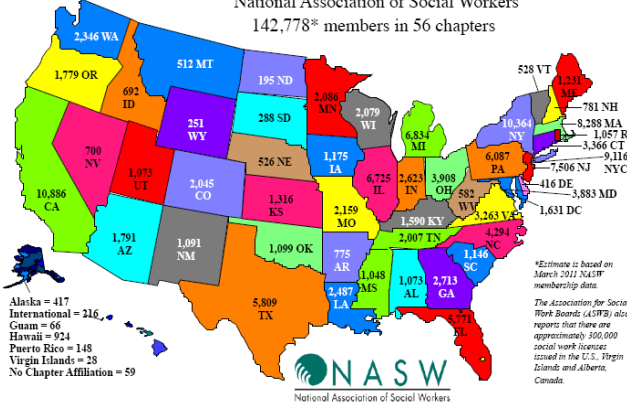 National Association of Social Workers
142,778* members in 56 chapters
2,346 WA
1,779 OR
692
ID
512 MT
195 ND
288 SD
251
WY
526 NE
700
NV
1,073
UT
2,045
CO
1,316
KS
10,886
CA
1,791
AZ
1,091
NM
1,099 OK
5,809
TX
2,086
MN
2,079
WI
1,175
IA
6,725
IL
2,623
IN
6,834
MI
3,908
OH
2,159
MO
1,590 KY
2,007 TN
775
AR
2,487
LA
1,048
MS
1,073
AL
2,713
GA
5,771
FL
1,146
SC
4,294
NC
3,263 VA
582
WV
6,087
PA
10,364
NY
528 VT
1,231
ME
781 NH
8,288 MA
1,057 R
3,366 CT
9,116
NYC
7,506 NJ
416 DE
3,883 MD
1,631 DC
Alaska = 417
International = 216
Guam = 66
Hawaii = 924
Puerto Rico = 148
Virgin Islands = 28
No Chapter Affiliation = 59
*Estimate is based on
March 2011 NASW
membership data.
The Association for Socia
Work Boards (ASWB) also
reports that there are
approximately 300,000
social work licenses
issued in the U.S., Virgin
Islands and Alberta,
Canada.
NASW
National Association of Social Workers